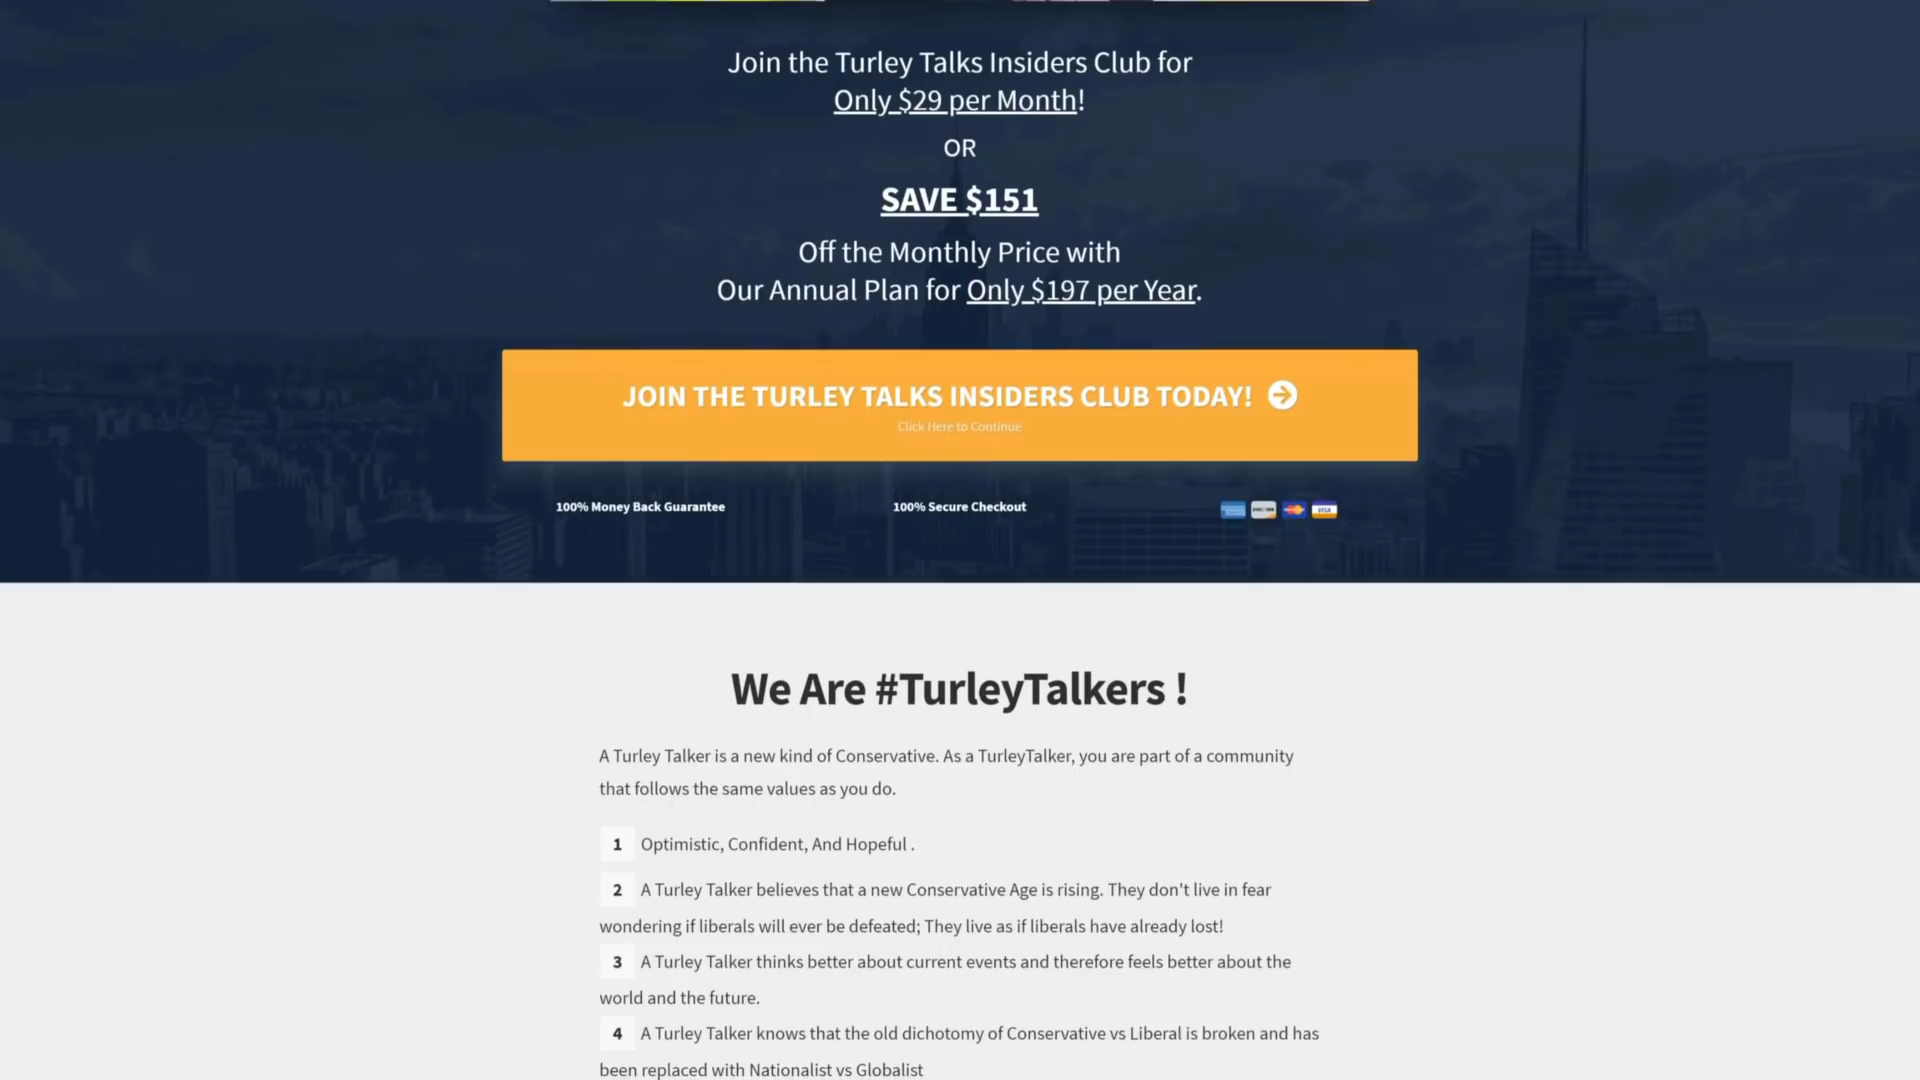 Join the Turley Talks Insiders Club for
Only $29 per Month!
OR
SAVE $151
Off the Monthly Price with
Our Annual Plan for Only $197 per Year.
JOIN THE TURLEY TALKS INSIDERS CLUB TODAY!
Click Here to Continue
100% Money Back Guarantee
100% Secure Checkout
DISCOVER
VISA
We Are #TurleyTalkers !
A Turley Talker is a new kind of Conservative. As a TurleyTalker, you are part of a community
that follows the same values as you do.
1 Optimistic, Confident, And Hopeful .
2 A Turley Talker believes that a new Conservative Age is rising. They don't live in fear
wondering if liberals will ever be defeated; They live as if liberals have already lost!
3 A Turley Talker thinks better about current events and therefore feels better about the
world and the future.
4 A Turley Talker knows that the old dichotomy of Conservative vs Liberal is broken and has
been replaced with Nationalist vs Globalist